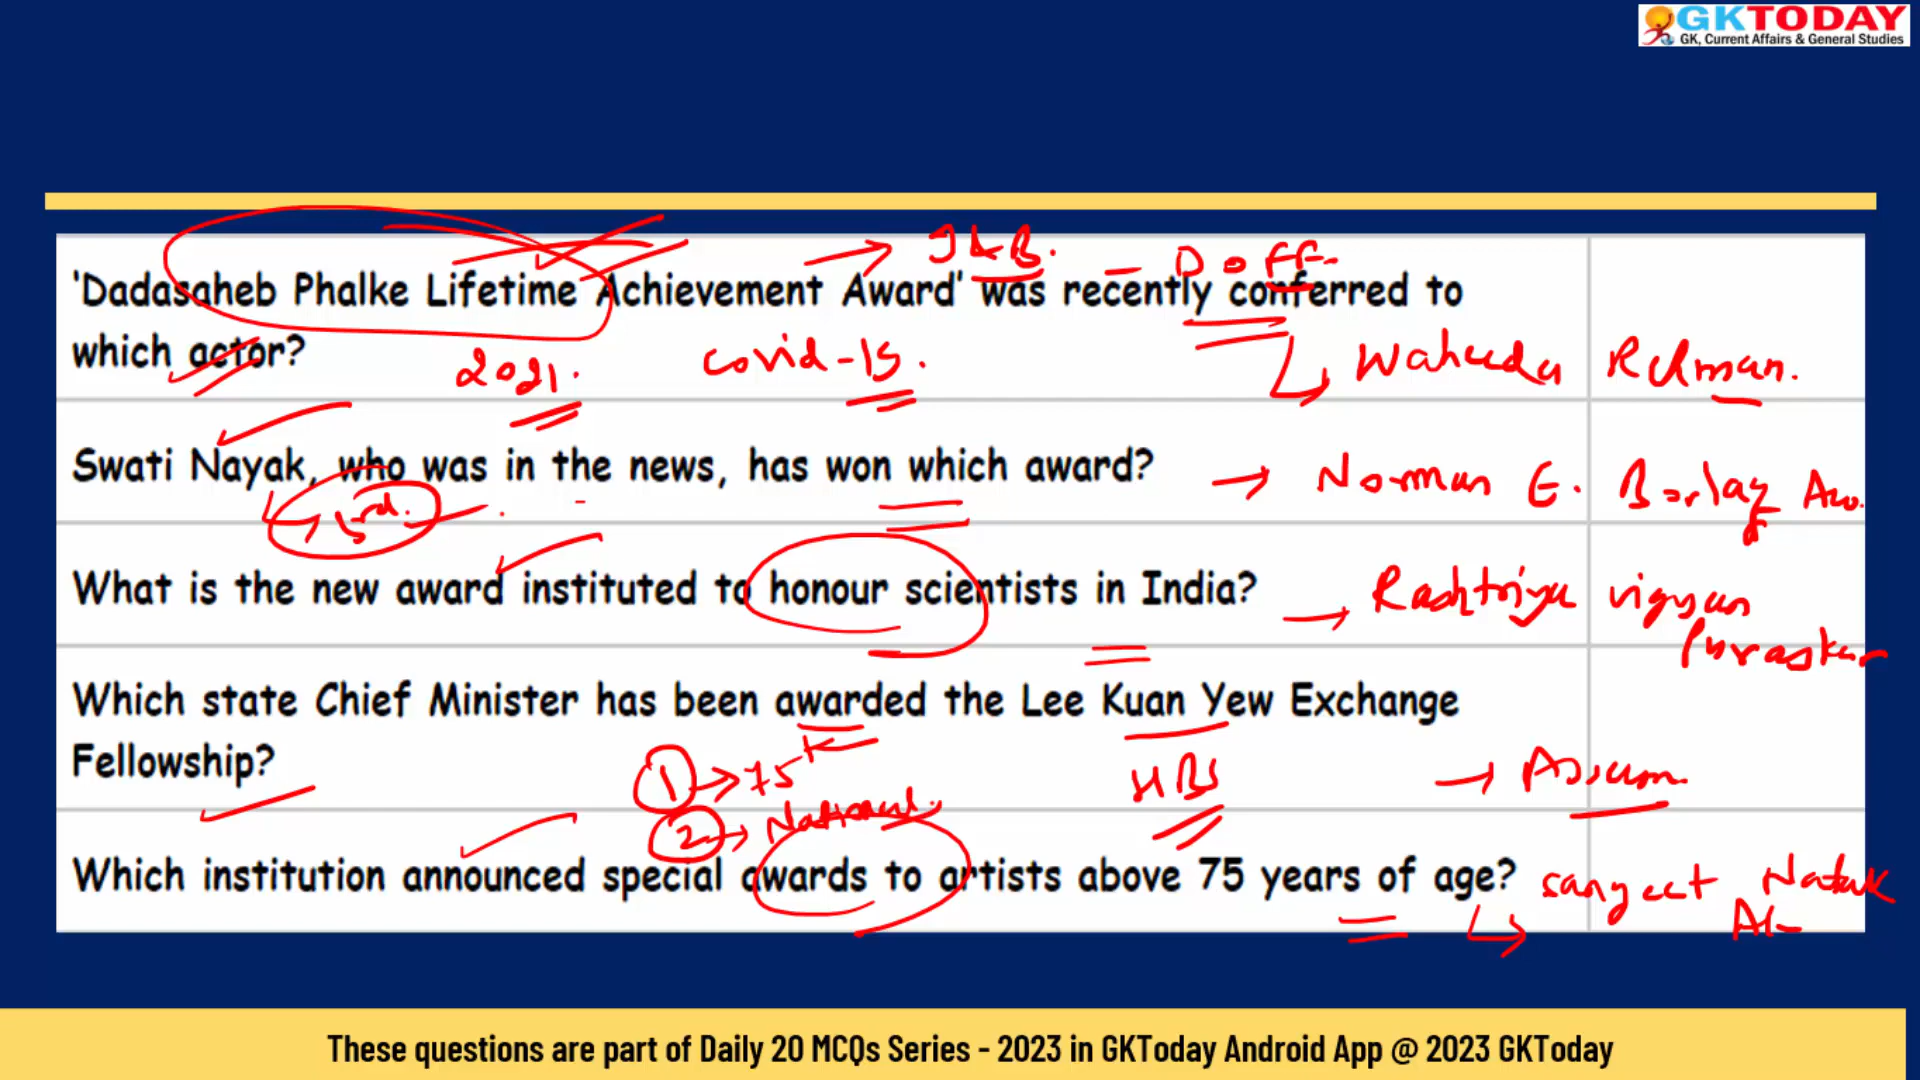 GKTODAY
GK, Current Affairs & General Studies
→ I & B. - D o FF-
'Dadasaheb Phalke Lifetime Achievement Award' was recently conferred to
which actor?
2021. Covid-19. Waheeda Rehman.
Swati Nayak, who was in the news, has won which award?
→ Norman E. Borlaug Aw.
→ 3rd.
What is the new award instituted to honour scientists in India?
→ Rashtriya vigyan
Puraskar
Which state Chief Minister has been awarded the Lee Kuan Yew Exchange
Fellowship?
① → 75 HBS → Assam
② → National.
Which institution announced special awards to artists above 75 years of age?
sangeet Natak
Ak-
These questions are part of Daily 20 MCQs Series - 2023 in GKToday Android App @ 2023 GKToday